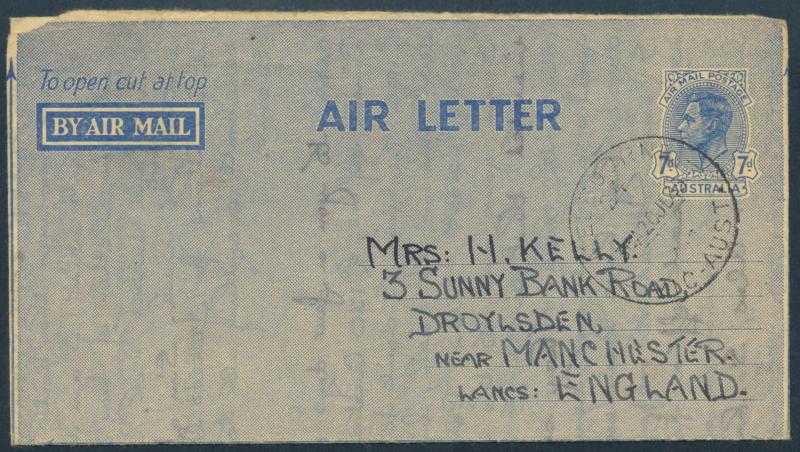 To open cut at top
BY AIR MAIL
AIR LETTER
AIR MAIL POSTAGE
7d 7d
AUSTRALIA
MRS: H. KELLY.
3 SUNNY BANK ROAD,
DROYLSDEN,
NEAR MANCHESTER.
LANCS: ENGLAND.